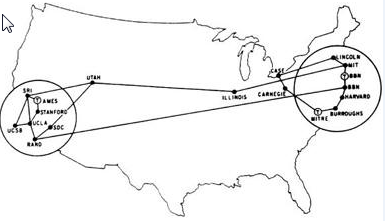 LINCOLN
CASE
MIT
T
BBN
UTAH
BBN
SRI
T
AMES
ILLINOIS
CARNEGIE
HARVARD
STANFORD
T
BURROUGHS
MITRE
UCLA
SDC
UCSB
RAND